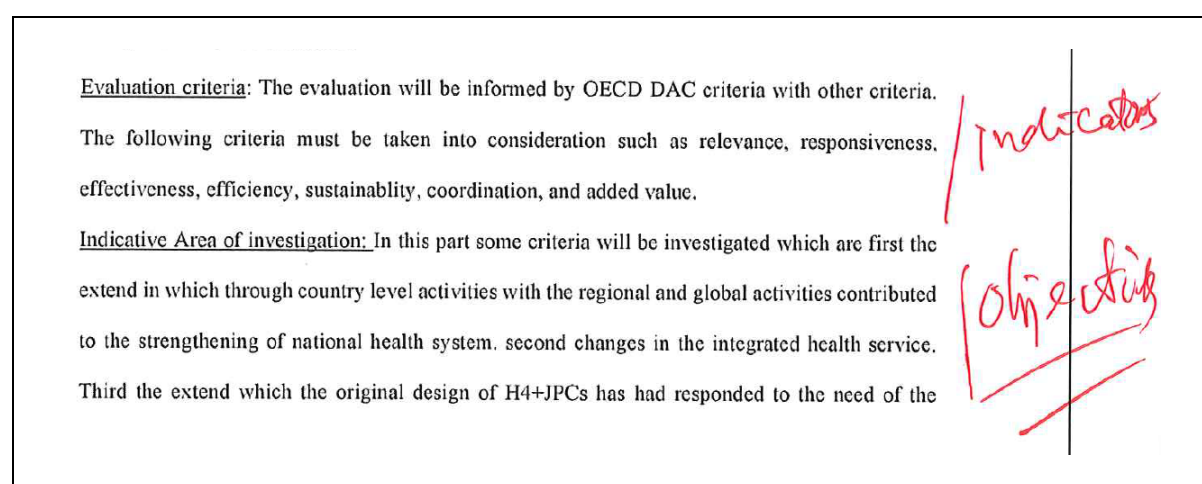 Evaluation criteria: The evaluation will be informed by OECD DAC criteria with other criteria.
The following criteria must be taken into consideration such as relevance, responsiveness,
effectiveness, efficiency, sustainablity, coordination, and added value.
Indicators
Indicative Area of investigation: In this part some criteria will be investigated which are first the
extend in which through country level activities with the regional and global activities contributed
to the strengthening of national health system. second changes in the integrated health service.
Third the extend which the original design of H4+JPCs has had responded to the need of the
Objectives